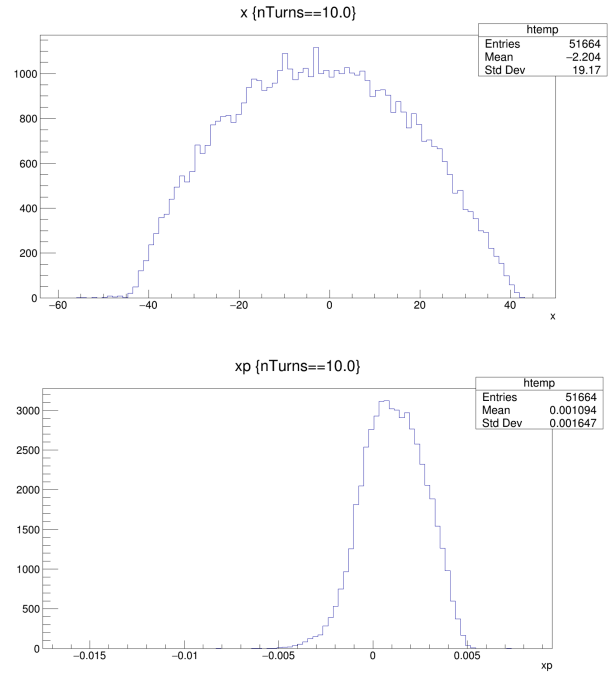 x {nTurns==10.0}
htemp
Entries 51664
Mean −2.204
Std Dev 19.17
1000
800
600
400
200
0
−60 −40 −20 0 20 40
x
xp {nTurns==10.0}
htemp
Entries 51664
Mean 0.001094
Std Dev 0.001647
3000
2500
2000
1500
1000
500
0
−0.015 −0.01 −0.005 0 0.005
xp